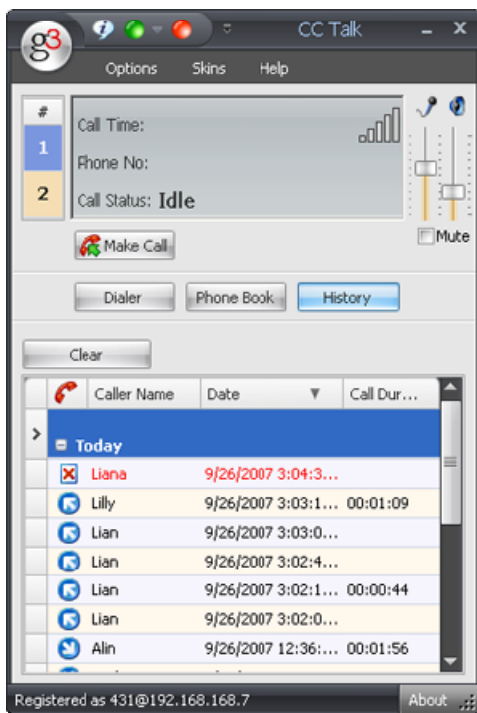 g3 CC Talk
Options Skins Help
#
1
2
Call Time:
Phone No:
Call Status: Idle
Mute
Make Call
Dialer Phone Book History
Clear
Caller Name Date Call Dur...
Today
Liana 9/26/2007 3:04:3...
Lilly 9/26/2007 3:03:1... 00:01:09
Lian 9/26/2007 3:03:0...
Lian 9/26/2007 3:02:4...
Lian 9/26/2007 3:02:1... 00:00:44
Lian 9/26/2007 3:02:0...
Alin 9/26/2007 12:36:... 00:01:56
Registered as 431@192.168.168.7 About